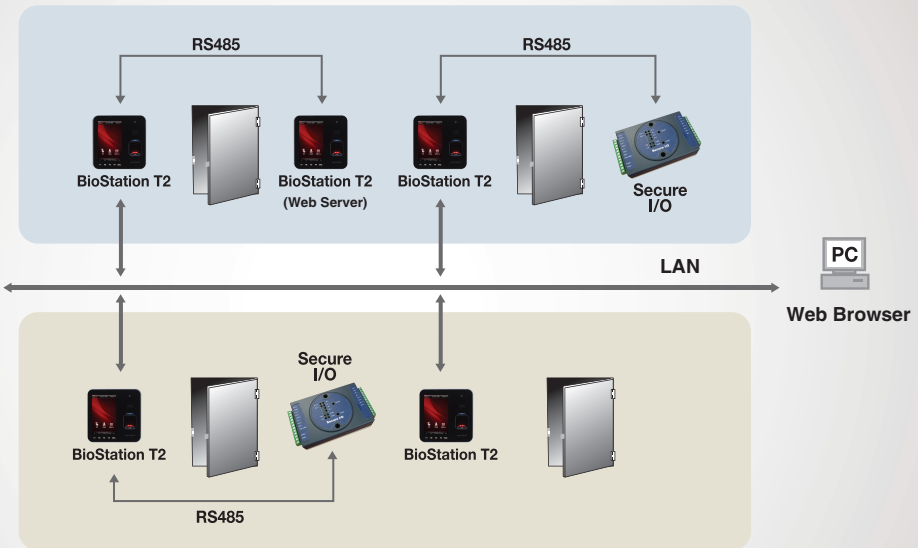 RS485
RS485
BioStation T2
BioStation T2
(Web Server)
BioStation T2
Secure
I/O
LAN
PC
Web Browser
Secure
I/O
BioStation T2
BioStation T2
RS485